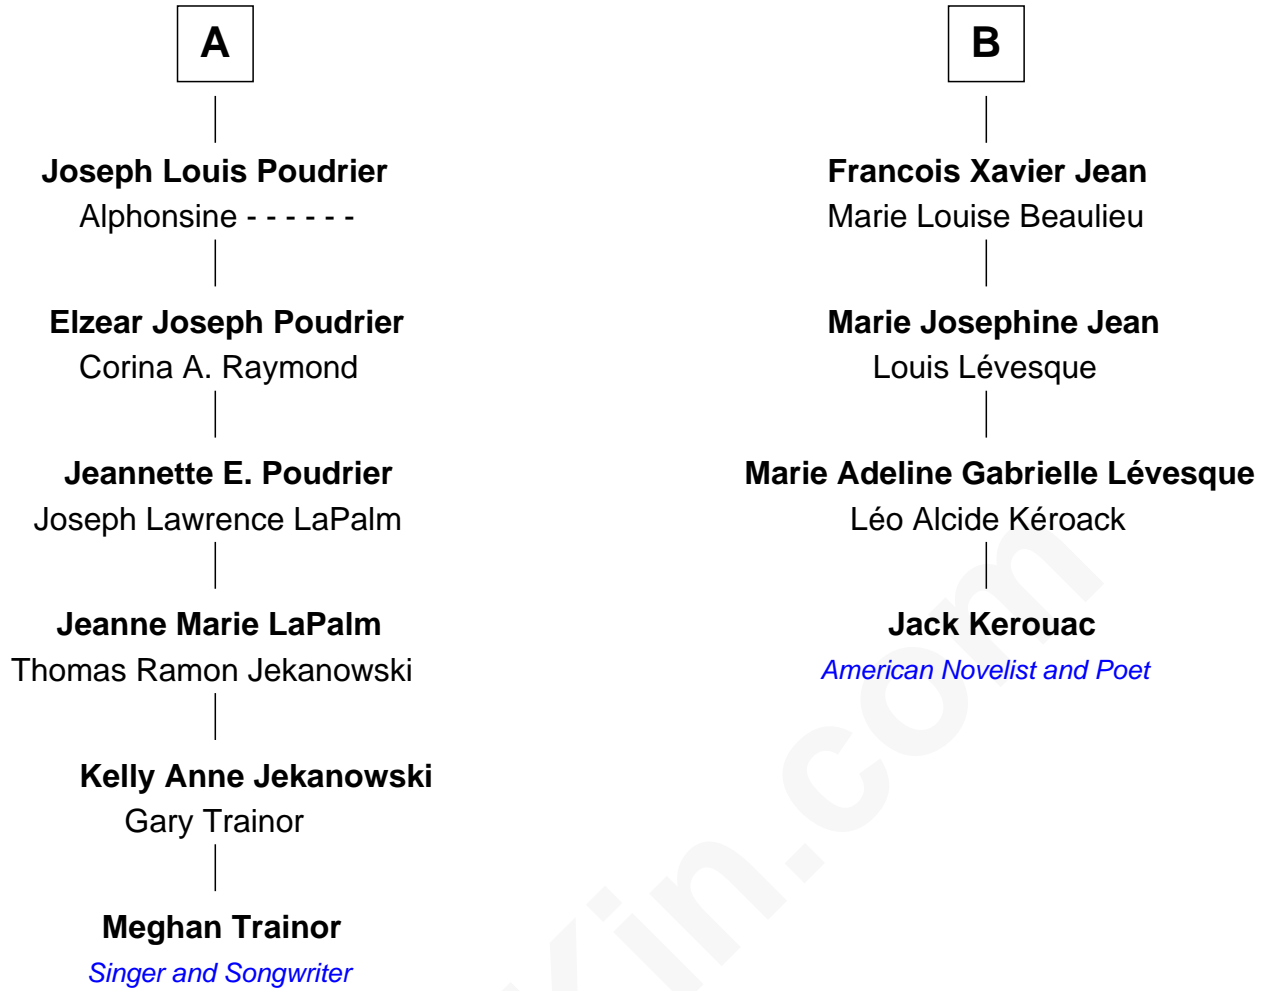 A
Joseph Louis Poudrier
Alphonsine - - - - - -
Elzear Joseph Poudrier
Corina A. Raymond
Jeannette E. Poudrier
Joseph Lawrence LaPalm
Jeanne Marie LaPalm
Thomas Ramon Jekanowski
Kelly Anne Jekanowski
Gary Trainor
Meghan Trainor
Singer and Songwriter
B
Francois Xavier Jean
Marie Louise Beaulieu
Marie Josephine Jean
Louis Lévesque
Marie Adeline Gabrielle Lévesque
Léo Alcide Kéroack
Jack Kerouac
American Novelist and Poet